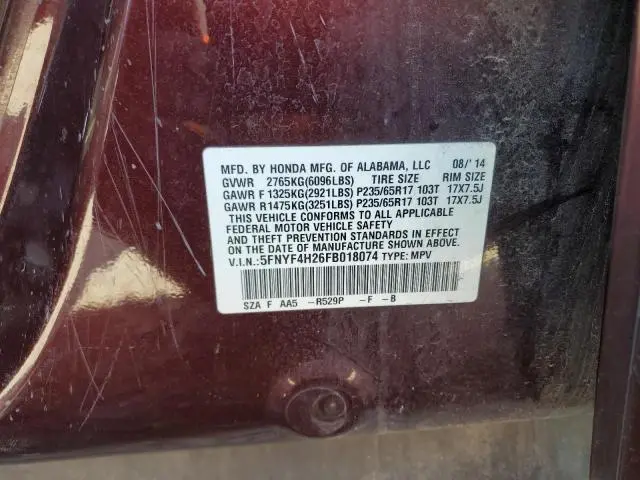 MFD. BY HONDA MFG. OF ALABAMA, LLC 08/'14
GVWR 2765KG(6096LBS) TIRE SIZE RIM SIZE
GAWR F1325KG(2921LBS) P235/65R17 103T 17X7.5J
GAWR R1475KG(3251LBS) P235/65R17 103T 17X7.5J
THIS VEHICLE CONFORMS TO ALL APPLICABLE
FEDERAL MOTOR VEHICLE SAFETY, BUMPER,
AND THEFT PREVENTION STANDARDS IN EFFECT
ON THE DATE OF MANUFACTURE SHOWN ABOVE.
V.I.N.:5FNYF4H26FB018074 TYPE: MPV
SZA F AA5 -R529P -F -B